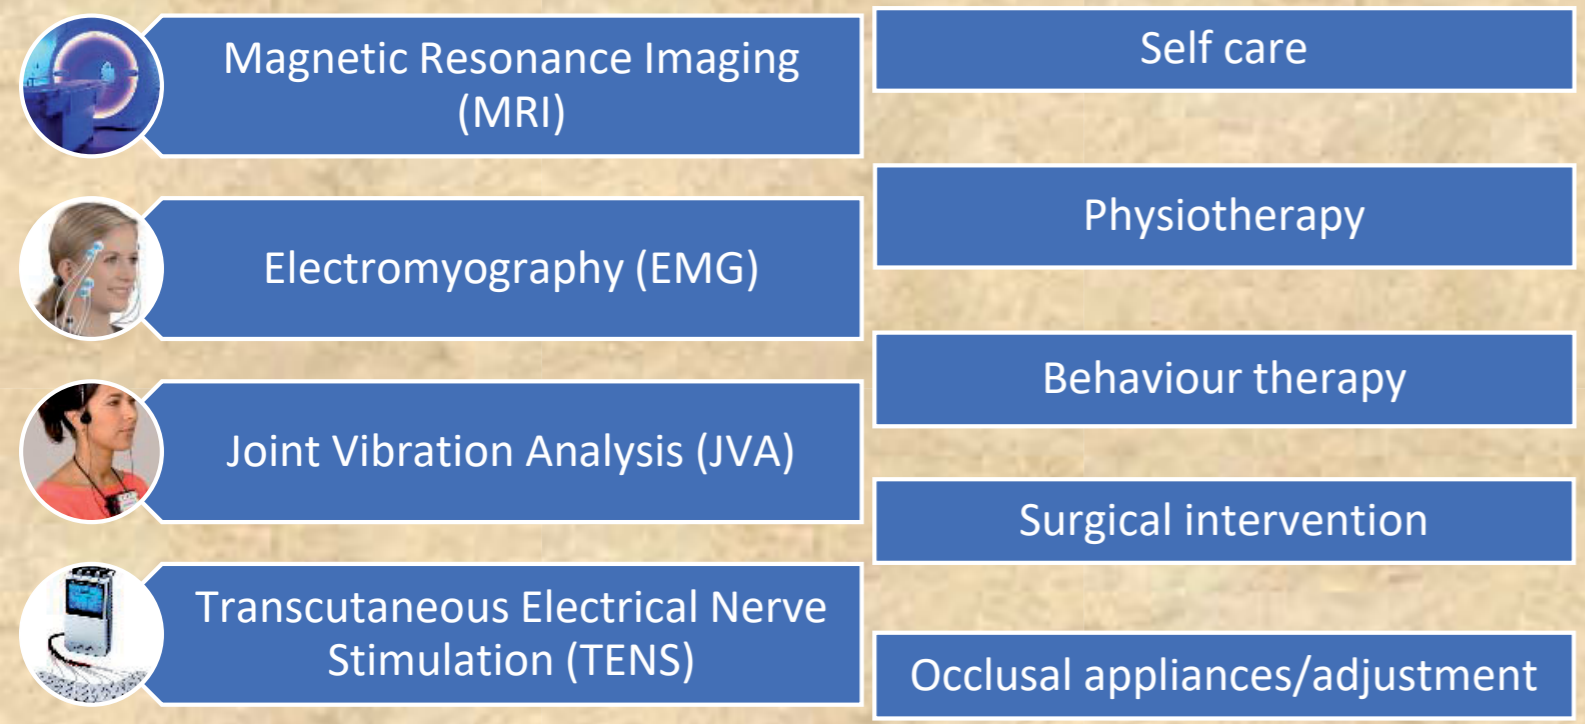 Magnetic Resonance Imaging
(MRI)
Electromyography (EMG)
Joint Vibration Analysis (JVA)
Transcutaneous Electrical Nerve
Stimulation (TENS)
Self care
Physiotherapy
Behaviour therapy
Surgical intervention
Occlusal appliances/adjustment